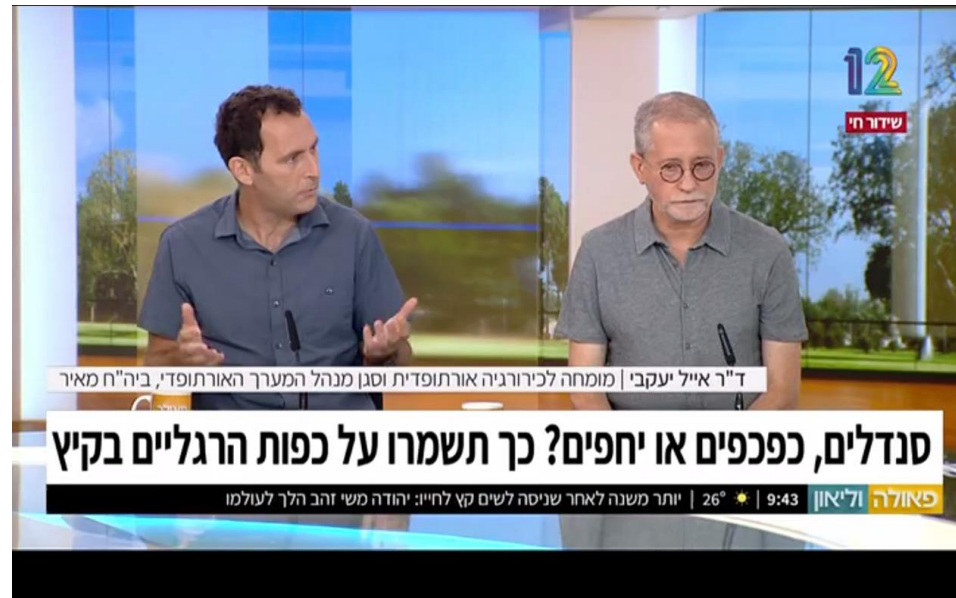 12
שידור חי
ד"ר אייל יעקבי | מומחה לכירורגיה אורתופדית וסגן מנהל המערך האורתופדי, ביה"ח מאיר
פאולה
סנדלים, כפכפים או יחפים? כך תשמרו על כפות הרגליים בקיץ
פאולה וליאון | 9:43 26° | יותר משנה לאחר שניסה לשים קץ לחייו: יהודה משי זהב הלך לעולמו